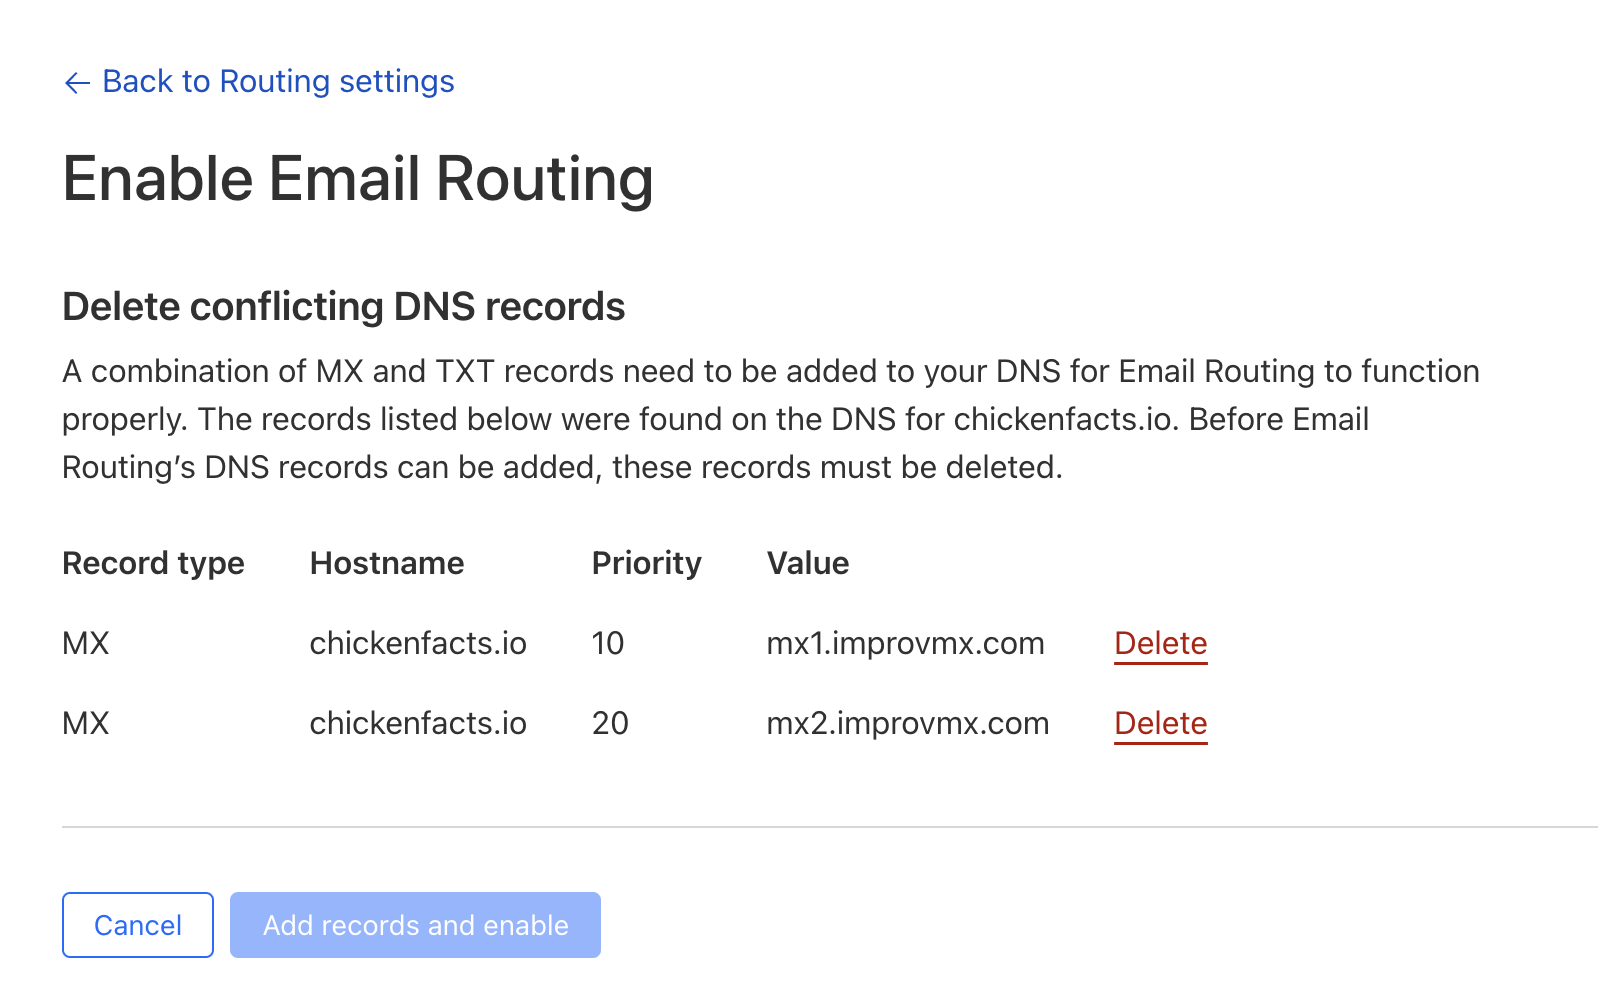 ← Back to Routing settings
Enable Email Routing
Delete conflicting DNS records
A combination of MX and TXT records need to be added to your DNS for Email Routing to function
properly. The records listed below were found on the DNS for chickenfacts.io. Before Email
Routing’s DNS records can be added, these records must be deleted.
Record type Hostname Priority Value
MX chickenfacts.io 10 mx1.improvmx.com Delete
MX chickenfacts.io 20 mx2.improvmx.com Delete
Cancel Add records and enable